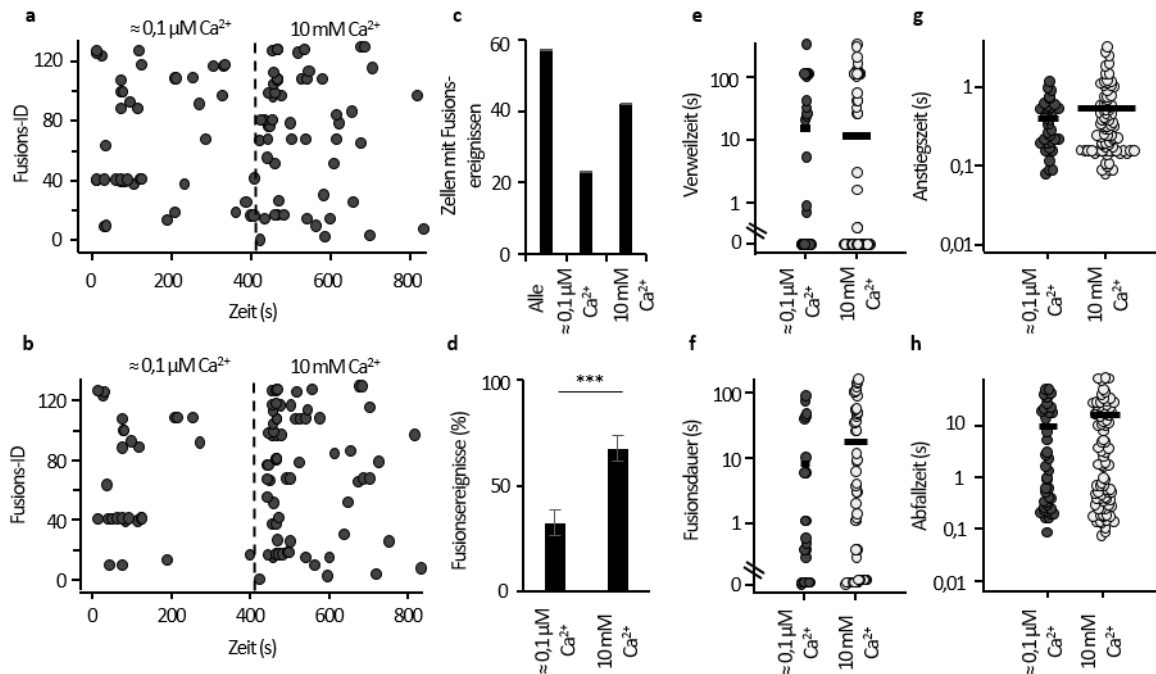 a
≈ 0,1 µM Ca²⁺
10 mM Ca²⁺
Fusions-ID
120
80
40
0
0
200
400
600
800
Zeit (s)
b
≈ 0,1 µM Ca²⁺
10 mM Ca²⁺
Fusions-ID
120
80
40
0
0
200
400
600
800
Zeit (s)
c
Zellen mit Fusions-
ereignissen
60
40
20
0
Alle
≈ 0,1 µM
Ca²⁺
10 mM
Ca²⁺
d
***
Fusionsereignisse (%)
100
50
0
≈ 0,1 µM
Ca²⁺
10 mM
Ca²⁺
e
Verweilzeit (s)
100
10
1
0
≈ 0,1 µM
Ca²⁺
10 mM
Ca²⁺
f
Fusionsdauer (s)
100
10
1
0
≈ 0,1 µM
Ca²⁺
10 mM
Ca²⁺
g
Anstiegszeit (s)
1
0,1
0,01
≈ 0,1 µM
Ca²⁺
10 mM
Ca²⁺
h
Abfallzeit (s)
10
1
0,1
0,01
≈ 0,1 µM
Ca²⁺
10 mM
Ca²⁺